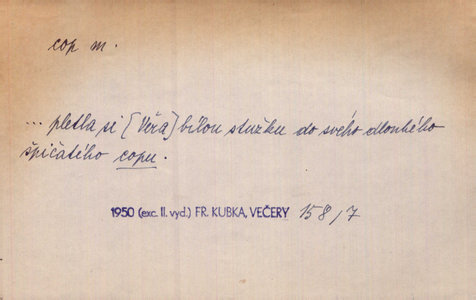 cop m.
... pletla si [Věra] bílou stužku do svého dlouhého
špičatého copu.
1950 (exc. II. vyd.) FR. KUBKA, VEČERY 158/7